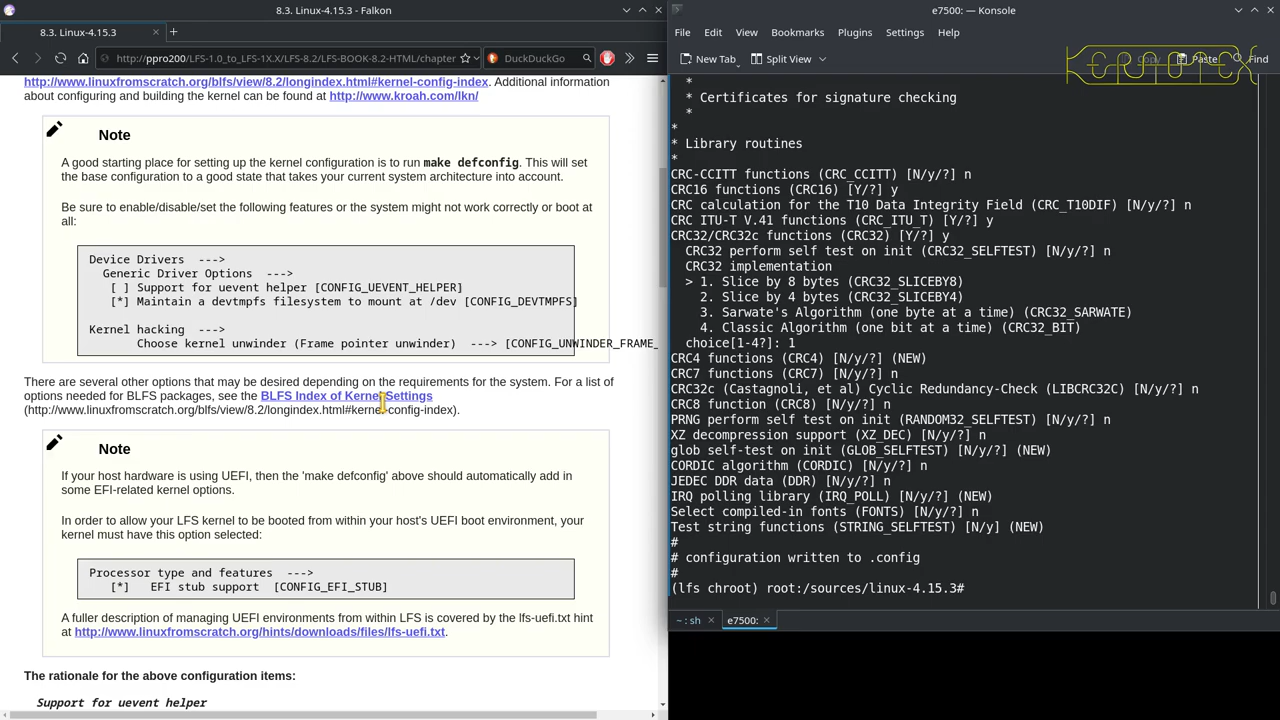 8.3. Linux-4.15.3 - Falkon
8.3. Linux-4.15.3
http://ppro200/LFS-1.0_to_LFS-1X.X/LFS-8.2/LFS-BOOK-8.2-HTML/chapter
DuckDuckGo
http://www.linuxfromscratch.org/blfs/view/8.2/longindex.html#kernel-config-index. Additional information
about configuring and building the kernel can be found at http://www.kroah.com/lkn/
Note
A good starting place for setting up the kernel configuration is to run make defconfig. This will set
the base configuration to a good state that takes your current system architecture into account.
Be sure to enable/disable/set the following features or the system might not work correctly or boot at
all:
Device Drivers --->
Generic Driver Options --->
[ ] Support for uevent helper [CONFIG_UEVENT_HELPER]
[*] Maintain a devtmpfs filesystem to mount at /dev [CONFIG_DEVTMPFS]
Kernel hacking --->
Choose kernel unwinder (Frame pointer unwinder) ---> [CONFIG_UNWINDER_FRAME_
There are several other options that may be desired depending on the requirements for the system. For a list of
options needed for BLFS packages, see the BLFS Index of Kernel Settings
(http://www.linuxfromscratch.org/blfs/view/8.2/longindex.html#kernel-config-index).
Note
If your host hardware is using UEFI, then the 'make defconfig' above should automatically add in
some EFI-related kernel options.
In order to allow your LFS kernel to be booted from within your host's UEFI boot environment, your
kernel must have this option selected:
Processor type and features --->
[*] EFI stub support [CONFIG_EFI_STUB]
A fuller description of managing UEFI environments from within LFS is covered by the lfs-uefi.txt hint
at http://www.linuxfromscratch.org/hints/downloads/files/lfs-uefi.txt.
The rationale for the above configuration items:
Support for uevent helper
e7500: — Konsole
File Edit View Bookmarks Plugins Settings Help
New Tab Split View Copy Paste Find
*
* Certificates for signature checking
*
*
* Library routines
*
CRC-CCITT functions (CRC_CCITT) [N/y/?] n
CRC16 functions (CRC16) [Y/?] y
CRC calculation for the T10 Data Integrity Field (CRC_T10DIF) [N/y/?] n
CRC ITU-T V.41 functions (CRC_ITU_T) [Y/?] y
CRC32/CRC32c functions (CRC32) [Y/?] y
CRC32 perform self test on init (CRC32_SELFTEST) [N/y/?] n
CRC32 implementation
> 1. Slice by 8 bytes (CRC32_SLICEBY8)
2. Slice by 4 bytes (CRC32_SLICEBY4)
3. Sarwate's Algorithm (one byte at a time) (CRC32_SARWATE)
4. Classic Algorithm (one bit at a time) (CRC32_BIT)
choice[1-4?]: 1
CRC4 functions (CRC4) [N/y/?] (NEW)
CRC7 functions (CRC7) [N/y/?] n
CRC32c (Castagnoli, et al) Cyclic Redundancy-Check (LIBCRC32C) [N/y/?] n
CRC8 function (CRC8) [N/y/?] n
PRNG perform self test on init (RANDOM32_SELFTEST) [N/y/?] n
XZ decompression support (XZ_DEC) [N/y/?] n
glob self-test on init (GLOB_SELFTEST) [N/y/?] (NEW)
CORDIC algorithm (CORDIC) [N/y/?] n
JEDEC DDR data (DDR) [N/y/?] n
IRQ polling library (IRQ_POLL) [N/y/?] (NEW)
Select compiled-in fonts (FONTS) [N/y/?] n
Test string functions (STRING_SELFTEST) [N/y] (NEW)
#
# configuration written to .config
#
(lfs chroot) root:/sources/linux-4.15.3#
~ : sh
e7500: